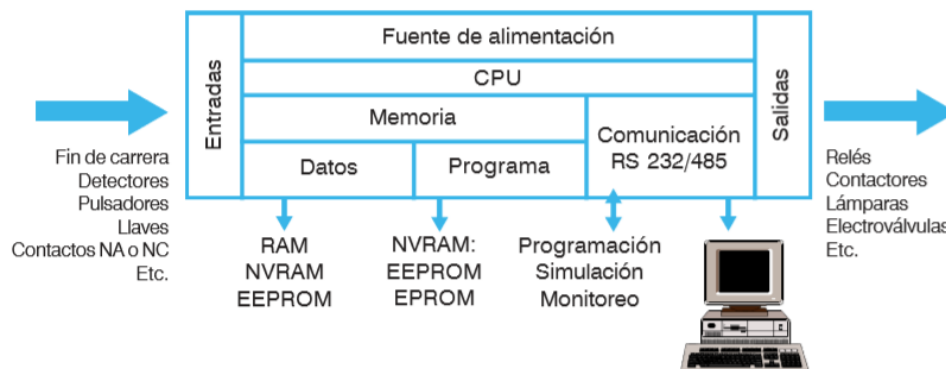 Entradas
Fuente de alimentación
CPU
Memoria
Datos
Programa
Comunicación
RS 232/485
Salidas
Fin de carrera
Detectores
Pulsadores
Llaves
Contactos NA o NC
Etc.
RAM
NVRAM
EEPROM
NVRAM:
EEPROM
EPROM
Programación
Simulación
Monitoreo
Relés
Contactores
Lámparas
Electroválvulas
Etc.